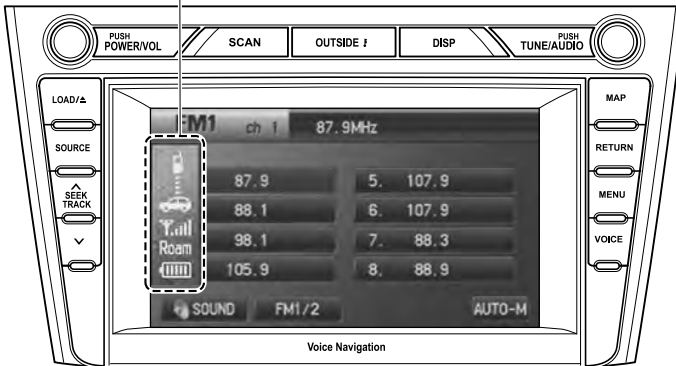 PUSH
POWER/VOL
SCAN
OUTSIDE
DISP
PUSH
TUNE/AUDIO
LOAD/⏏
SOURCE
SEEK
TRACK
MAP
RETURN
MENU
VOICE
FM1 ch 1 87.9MHz
87.9 5. 107.9
88.1 6. 107.9
98.1 7. 88.3
105.9 8. 88.9
Roam
SOUND FM1/2 AUTO-M
Voice Navigation